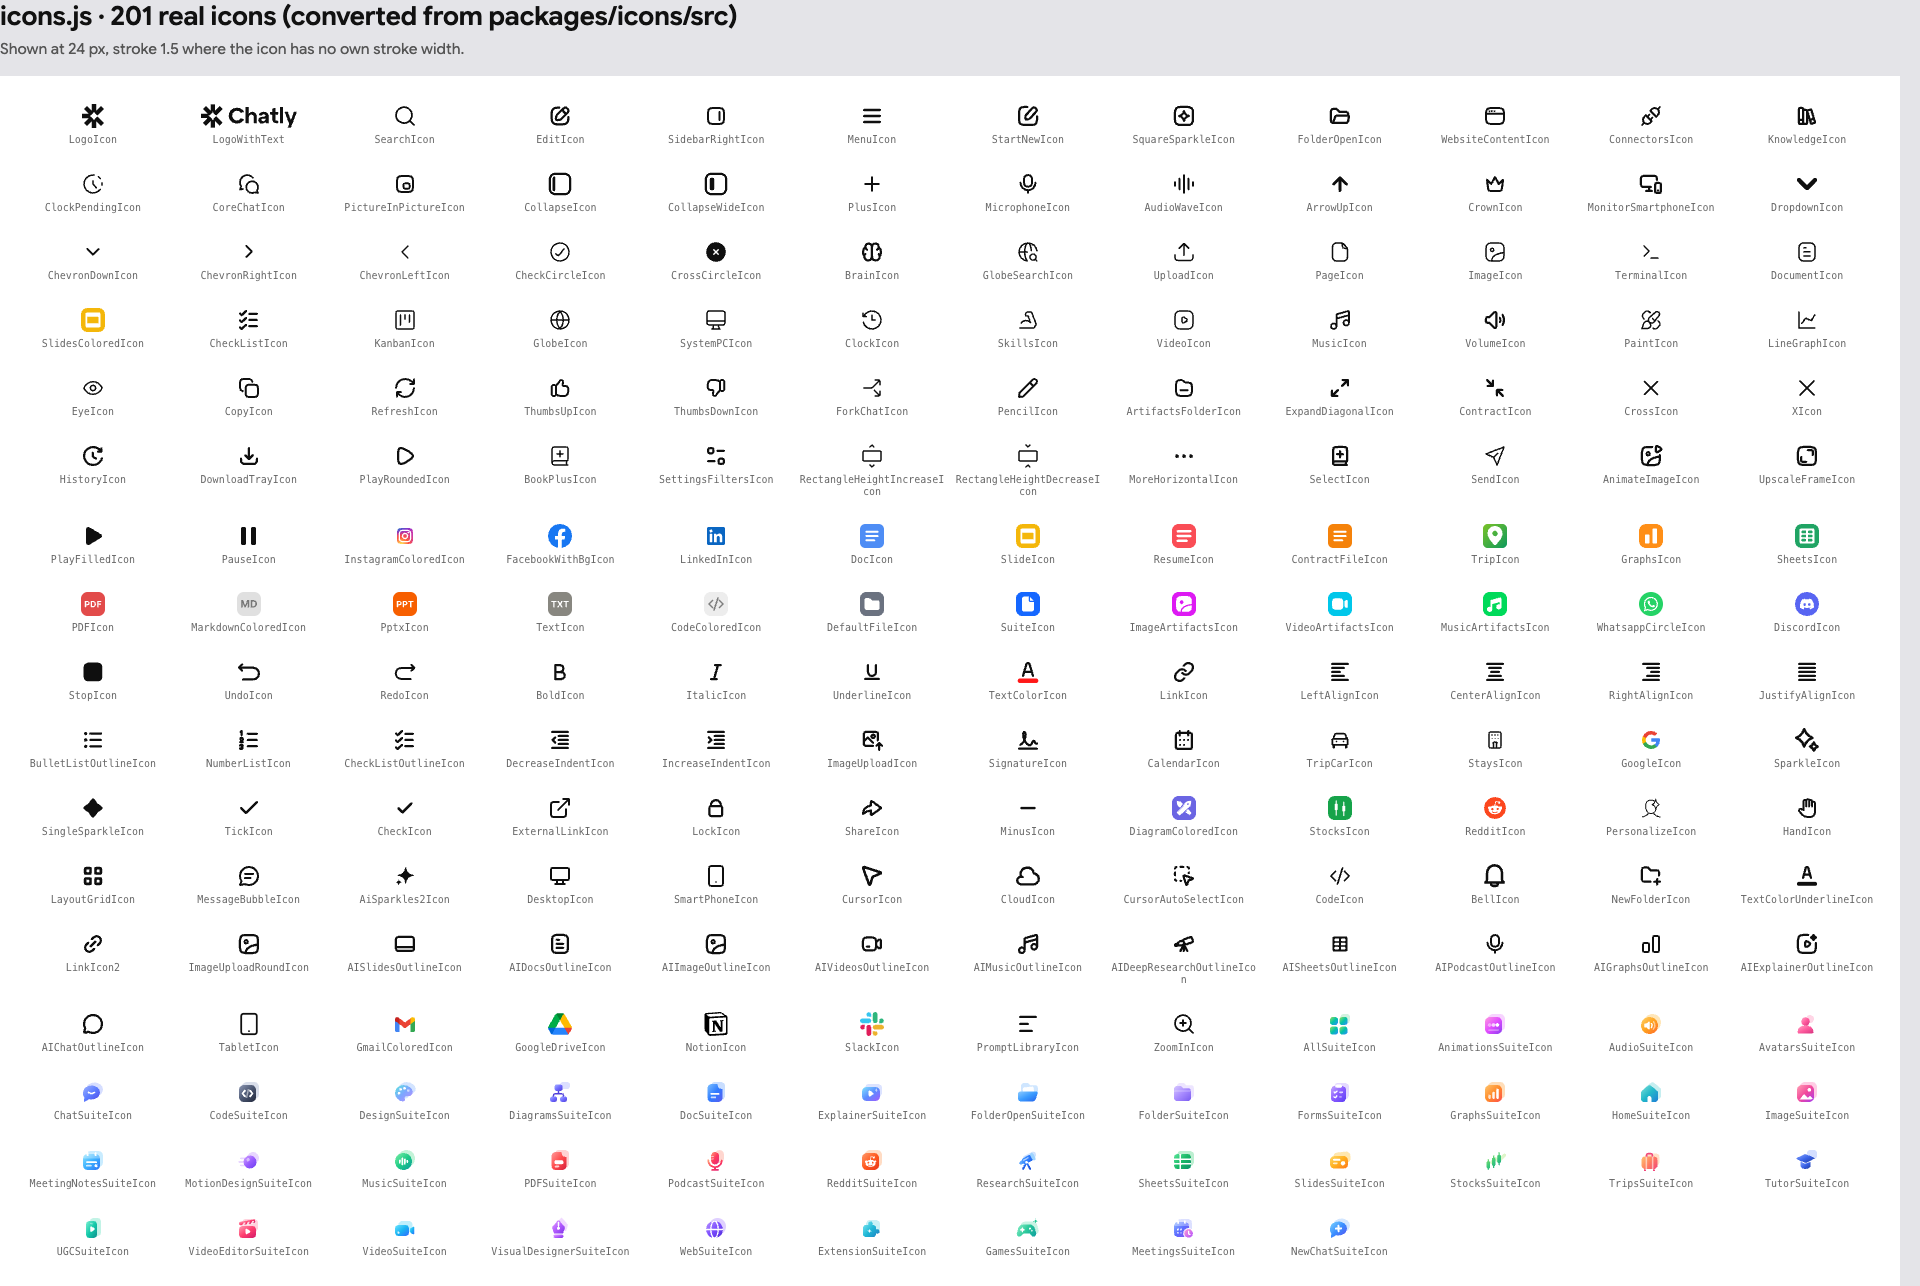 icons.js · 201 real icons (converted from packages/icons/src)
Shown at 24 px, stroke 1.5 where the icon has no own stroke width.
Chatly
LogoIcon LogoWithText SearchIcon EditIcon SidebarRightIcon MenuIcon StartNewIcon SquareSparkleIcon FolderOpenIcon WebsiteContentIcon ConnectorsIcon KnowledgeIcon
ClockPendingIcon CoreChatIcon PictureInPictureIcon CollapseIcon CollapseWideIcon PlusIcon MicrophoneIcon AudioWaveIcon ArrowUpIcon CrownIcon MonitorSmartphoneIcon DropdownIcon
ChevronDownIcon ChevronRightIcon ChevronLeftIcon CheckCircleIcon CrossCircleIcon BrainIcon GlobeSearchIcon UploadIcon PageIcon ImageIcon TerminalIcon DocumentIcon
SlidesColoredIcon CheckListIcon KanbanIcon GlobeIcon SystemPCIcon ClockIcon SkillsIcon VideoIcon MusicIcon VolumeIcon PaintIcon LineGraphIcon
EyeIcon CopyIcon RefreshIcon ThumbsUpIcon ThumbsDownIcon ForkChatIcon PencilIcon ArtifactsFolderIcon ExpandDiagonalIcon ContractIcon CrossIcon XIcon
HistoryIcon DownloadTrayIcon PlayRoundedIcon BookPlusIcon SettingsFiltersIcon RectangleHeightIncreaseI RectangleHeightDecreaseI MoreHorizontalIcon SelectIcon SendIcon AnimateImageIcon UpscaleFrameIcon
con con
in
PlayFilledIcon PauseIcon InstagramColoredIcon FacebookWithBgIcon LinkedInIcon DocIcon SlideIcon ResumeIcon ContractFileIcon TripIcon GraphsIcon SheetsIcon
PDF MD PPT TXT
PDFIcon MarkdownColoredIcon PptxIcon TextIcon CodeColoredIcon DefaultFileIcon SuiteIcon ImageArtifactsIcon VideoArtifactsIcon MusicArtifactsIcon WhatsappCircleIcon DiscordIcon
B I U A
StopIcon UndoIcon RedoIcon BoldIcon ItalicIcon UnderlineIcon TextColorIcon LinkIcon LeftAlignIcon CenterAlignIcon RightAlignIcon JustifyAlignIcon
BulletListOutlineIcon NumberListIcon CheckListOutlineIcon DecreaseIndentIcon IncreaseIndentIcon ImageUploadIcon SignatureIcon CalendarIcon TripCarIcon StaysIcon GoogleIcon SparkleIcon
SingleSparkleIcon TickIcon CheckIcon ExternalLinkIcon LockIcon ShareIcon MinusIcon DiagramColoredIcon StocksIcon RedditIcon PersonalizeIcon HandIcon
A
LayoutGridIcon MessageBubbleIcon AiSparkles2Icon DesktopIcon SmartPhoneIcon CursorIcon CloudIcon CursorAutoSelectIcon CodeIcon BellIcon NewFolderIcon TextColorUnderlineIcon
LinkIcon2 ImageUploadRoundIcon AISlidesOutlineIcon AIDocsOutlineIcon AIImageOutlineIcon AIVideosOutlineIcon AIMusicOutlineIcon AIDeepResearchOutlineIco AISheetsOutlineIcon AIPodcastOutlineIcon AIGraphsOutlineIcon AIExplainerOutlineIcon
n
N
AIChatOutlineIcon TabletIcon GmailColoredIcon GoogleDriveIcon NotionIcon SlackIcon PromptLibraryIcon ZoomInIcon AllSuiteIcon AnimationsSuiteIcon AudioSuiteIcon AvatarsSuiteIcon
ChatSuiteIcon CodeSuiteIcon DesignSuiteIcon DiagramsSuiteIcon DocSuiteIcon ExplainerSuiteIcon FolderOpenSuiteIcon FolderSuiteIcon FormsSuiteIcon GraphsSuiteIcon HomeSuiteIcon ImageSuiteIcon
MeetingNotesSuiteIcon MotionDesignSuiteIcon MusicSuiteIcon PDFSuiteIcon PodcastSuiteIcon RedditSuiteIcon ResearchSuiteIcon SheetsSuiteIcon SlidesSuiteIcon StocksSuiteIcon TripsSuiteIcon TutorSuiteIcon
UGCSuiteIcon VideoEditorSuiteIcon VideoSuiteIcon VisualDesignerSuiteIcon WebSuiteIcon ExtensionSuiteIcon GamesSuiteIcon MeetingsSuiteIcon NewChatSuiteIcon